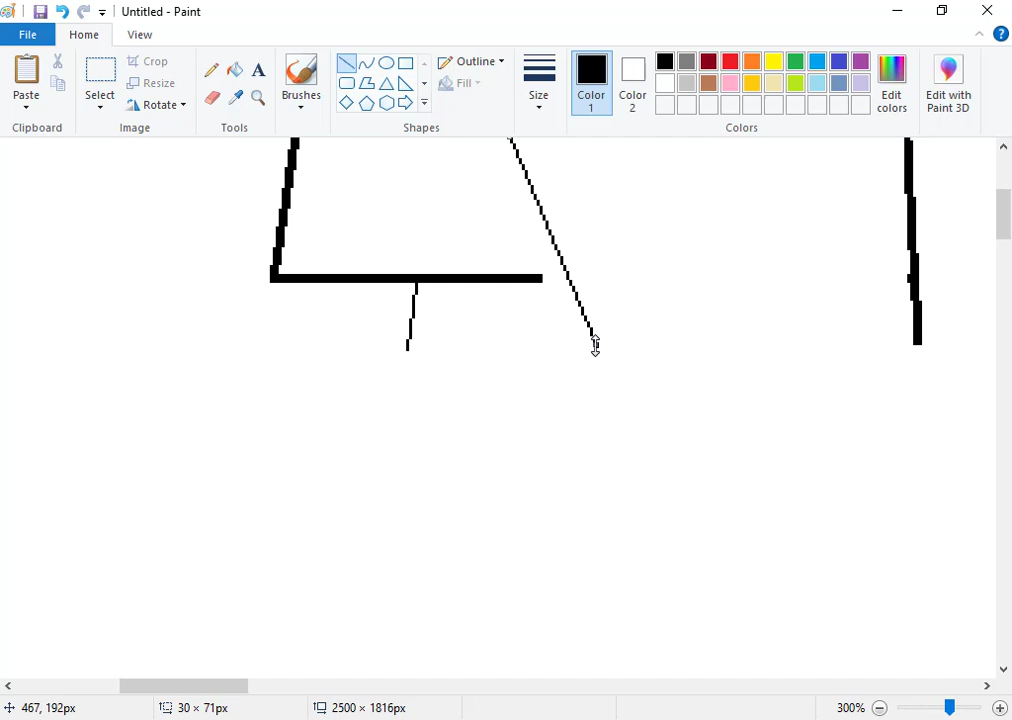 Untitled - Paint
File Home View
Paste
Clipboard
Select
Crop
Resize
Rotate
Image
Tools
Brushes
Outline
Fill
Shapes
Size
Color 1
Color 2
Edit colors
Colors
Edit with Paint 3D
467, 192px
30 × 71px
2500 × 1816px
300%